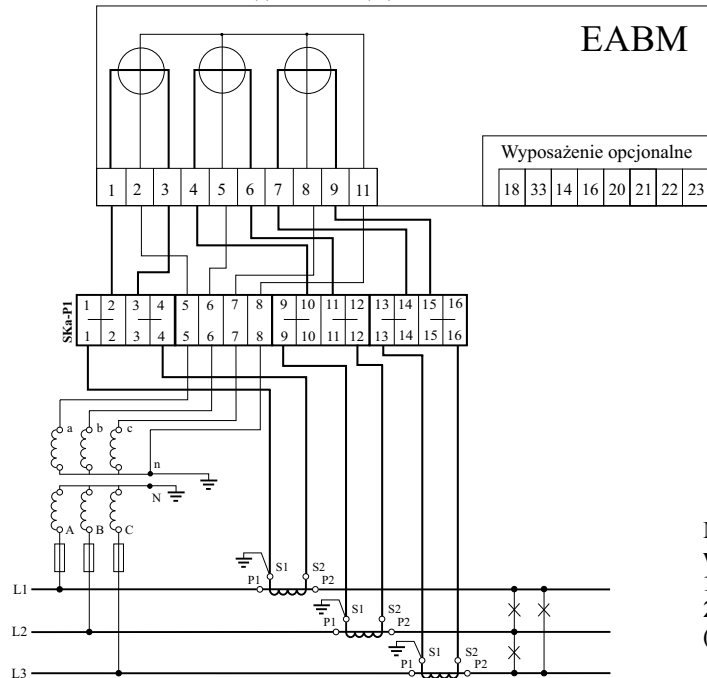 EABM
Wyposażenie opcjonalne
18 33 14 16 20 21 22 23
1 2 3 4 5 6 7 8 9 11
SKa-P1
1 2 3 4 5 6 7 8 9 10 11 12 13 14 15 16
1 2 3 4 5 6 7 8 9 10 11 12 13 14 15 16
a b c
n
N
A B C
S1 S2
L1 P1 P2
S1 S2
L2 P1 P2
S1 S2
L3 P1 P2
1
2
(